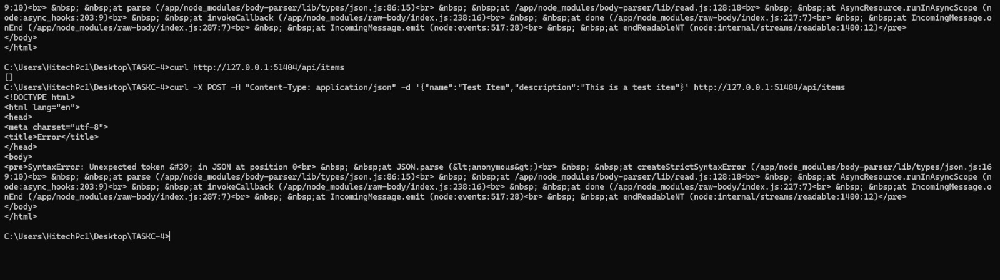 9:10)<br> &nbsp; &nbsp;at parse (/app/node_modules/body-parser/lib/types/json.js:86:15)<br> &nbsp; &nbsp;at /app/node_modules/body-parser/lib/read.js:128:18<br> &nbsp; &nbsp;at AsyncResource.runInAsyncScope (n
ode:async_hooks:203:9)<br> &nbsp; &nbsp;at invokeCallback (/app/node_modules/raw-body/index.js:238:16)<br> &nbsp; &nbsp;at done (/app/node_modules/raw-body/index.js:227:7)<br> &nbsp; &nbsp;at IncomingMessage.o
nEnd (/app/node_modules/raw-body/index.js:287:7)<br> &nbsp; &nbsp;at IncomingMessage.emit (node:events:517:28)<br> &nbsp; &nbsp;at endReadableNT (node:internal/streams/readable:1400:12)</pre>
</body>
</html>
C:\Users\HitechPc1\Desktop\TASKC-4>curl http://127.0.0.1:51404/api/items
[]
C:\Users\HitechPc1\Desktop\TASKC-4>curl -X POST -H "Content-Type: application/json" -d '{"name":"Test Item","description":"This is a test item"}' http://127.0.0.1:51404/api/items
<!DOCTYPE html>
<html lang="en">
<head>
<meta charset="utf-8">
<title>Error</title>
</head>
<body>
<pre>SyntaxError: Unexpected token &#39; in JSON at position 0<br> &nbsp; &nbsp;at JSON.parse (&lt;anonymous&gt;)<br> &nbsp; &nbsp;at createStrictSyntaxError (/app/node_modules/body-parser/lib/types/json.js:16
9:10)<br> &nbsp; &nbsp;at parse (/app/node_modules/body-parser/lib/types/json.js:86:15)<br> &nbsp; &nbsp;at /app/node_modules/body-parser/lib/read.js:128:18<br> &nbsp; &nbsp;at AsyncResource.runInAsyncScope (n
ode:async_hooks:203:9)<br> &nbsp; &nbsp;at invokeCallback (/app/node_modules/raw-body/index.js:238:16)<br> &nbsp; &nbsp;at done (/app/node_modules/raw-body/index.js:227:7)<br> &nbsp; &nbsp;at IncomingMessage.o
nEnd (/app/node_modules/raw-body/index.js:287:7)<br> &nbsp; &nbsp;at IncomingMessage.emit (node:events:517:28)<br> &nbsp; &nbsp;at endReadableNT (node:internal/streams/readable:1400:12)</pre>
</body>
</html>
C:\Users\HitechPc1\Desktop\TASKC-4>